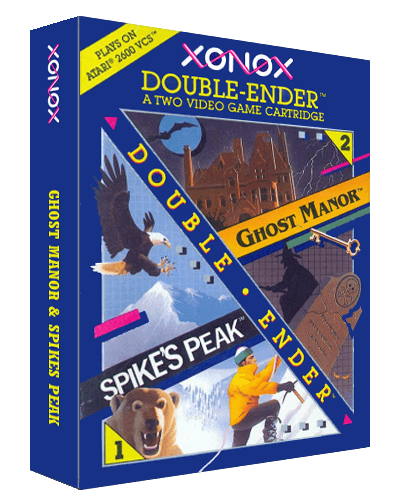 XONOX
GHOST MANOR & SPIKES PEAK
PLAYS ON
ATARI® 2600 VCS™
XONOX
DOUBLE-ENDER™
A TWO VIDEO GAME CARTRIDGE
2
DOUBLE • ENDER
GHOST MANOR™
SPIKE'S PEAK™
1